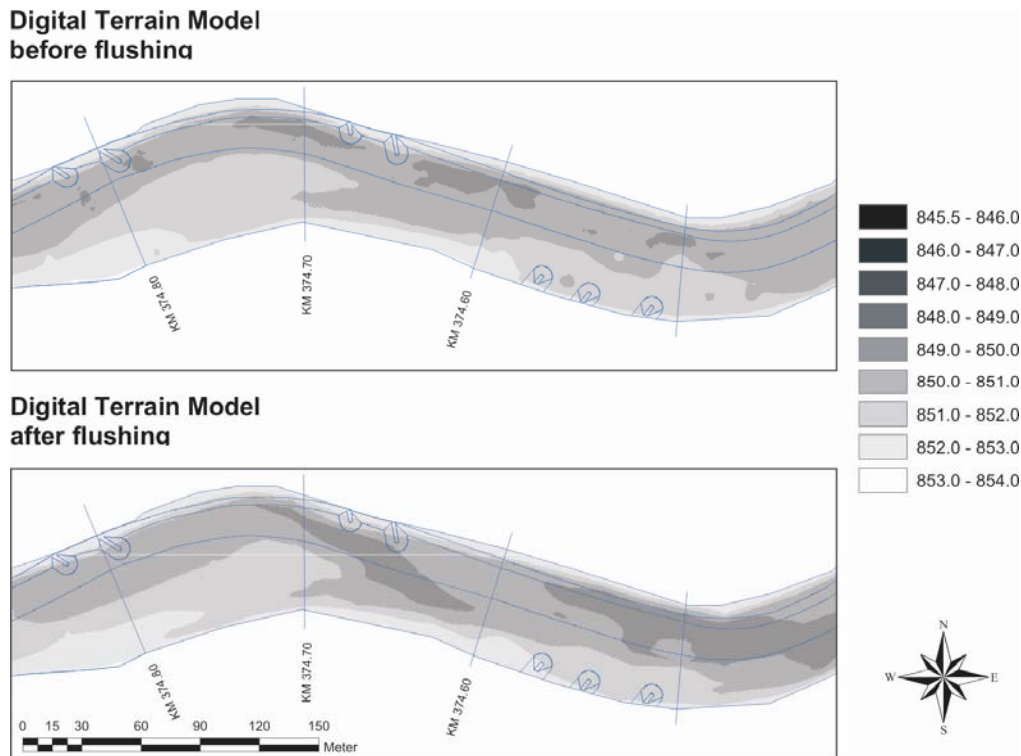 Digital Terrain Model
before flushing
KM 374.80
KM 374.70
KM 374.60
845.5 - 846.0
846.0 - 847.0
847.0 - 848.0
848.0 - 849.0
849.0 - 850.0
850.0 - 851.0
851.0 - 852.0
852.0 - 853.0
853.0 - 854.0
Digital Terrain Model
after flushing
KM 374.80
KM 374.70
KM 374.60
0 15 30 60 90 120 150
Meter
N
W E
S